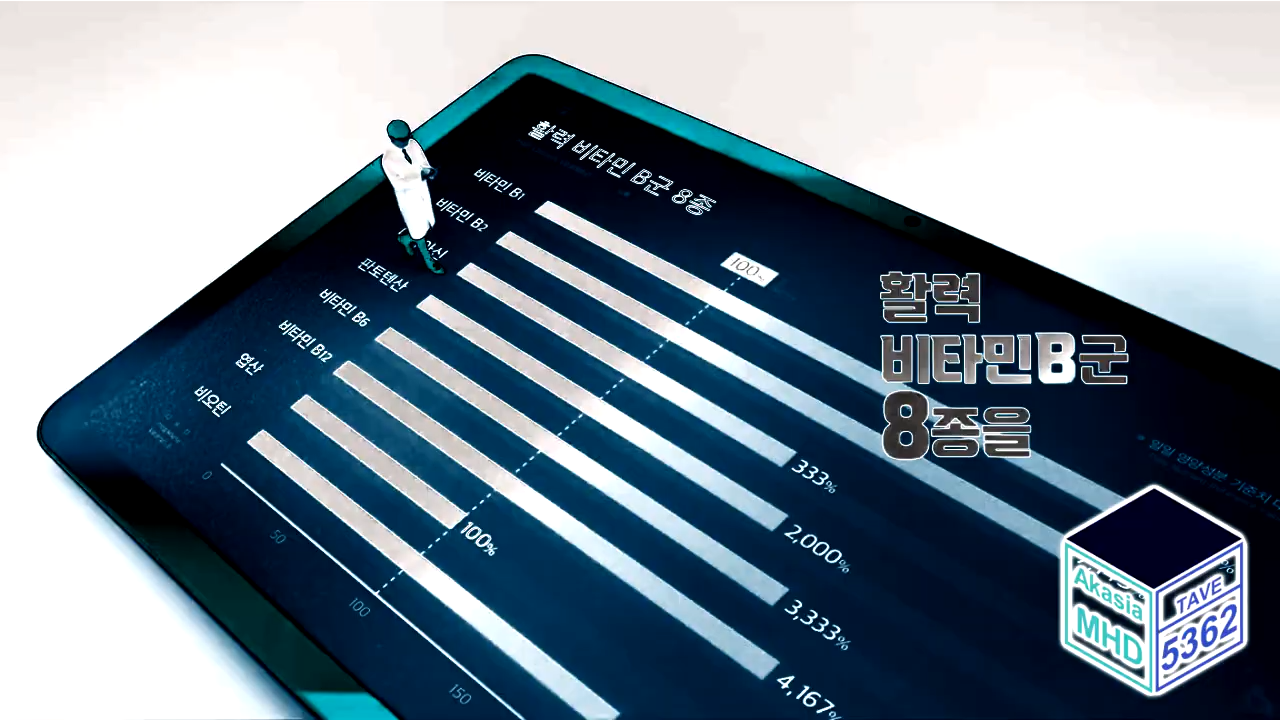 활력 비타민 B군 8종
비타민 B1
비타민 B2
판토텐산
비타민 B6
비타민 B12
엽산
비오틴
100%
333%
2,000%
3,333%
4,167%
100%
0
50
100
150
활력
비타민B군
8종을
Akasia
MHD
TAVE
5362